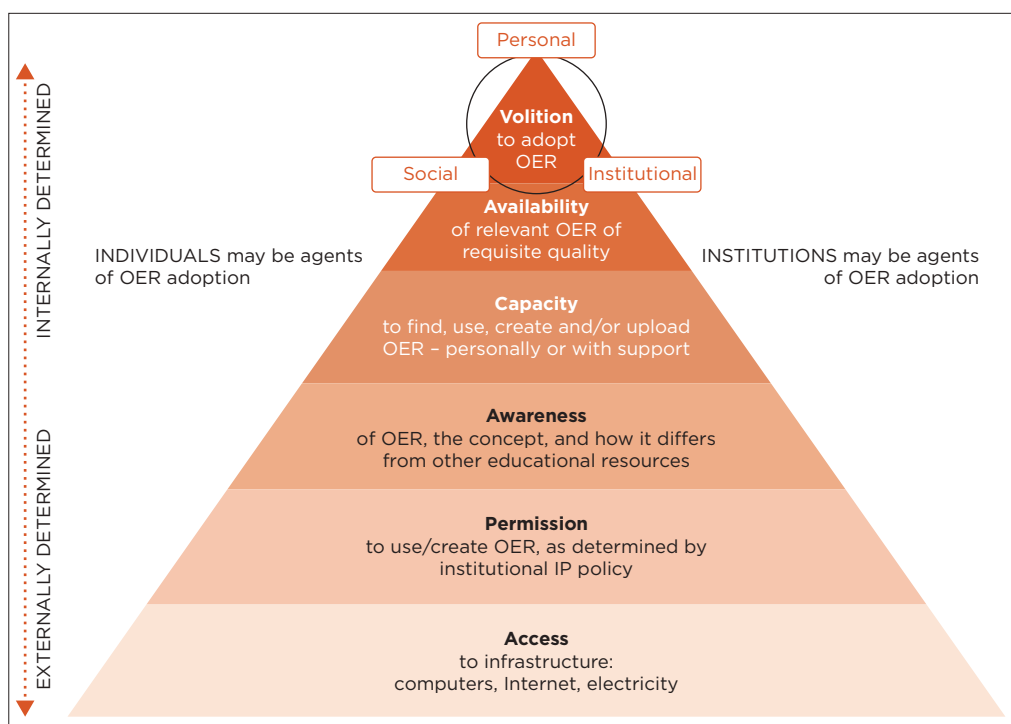 Personal
Volition
to adopt
OER
Social
Institutional
Availability
of relevant OER of
requisite quality
INDIVIDUALS may be agents
of OER adoption
INSTITUTIONS may be agents
of OER adoption
Capacity
to find, use, create and/or upload
OER – personally or with support
Awareness
of OER, the concept, and how it differs
from other educational resources
Permission
to use/create OER, as determined by
institutional IP policy
Access
to infrastructure:
computers, Internet, electricity
INTERNALLY DETERMINED
EXTERNALLY DETERMINED